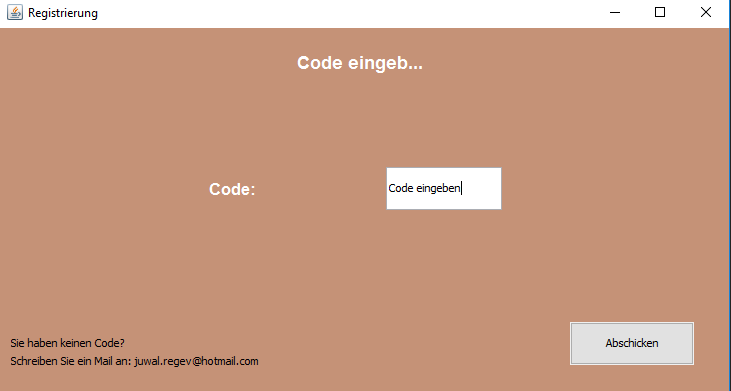 Registrierung
Code eingeb...
Code:
Code eingeben
Sie haben keinen Code?
Schreiben Sie ein Mail an: juwal.regev@hotmail.com
Abschicken